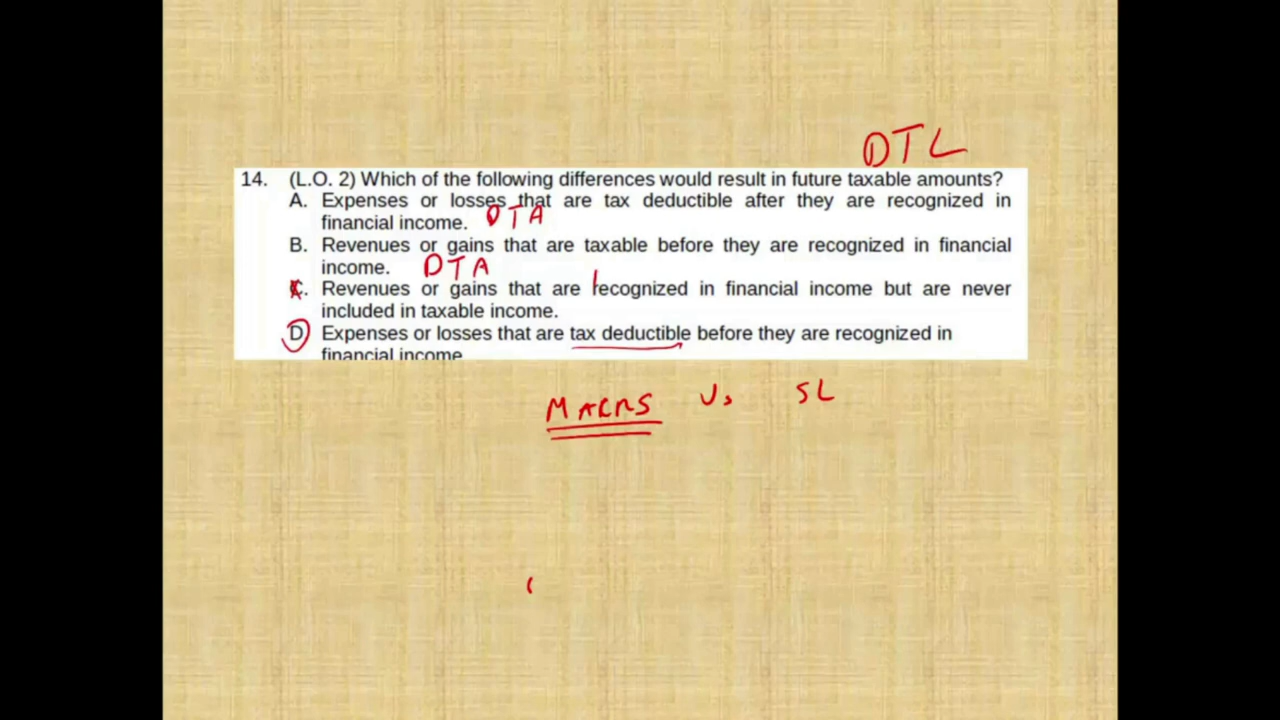 DTL
14. (L.O. 2) Which of the following differences would result in future taxable amounts?
A. Expenses or losses that are tax deductible after they are recognized in
financial income. DTA
B. Revenues or gains that are taxable before they are recognized in financial
income. DTA
C. Revenues or gains that are recognized in financial income but are never
included in taxable income.
D Expenses or losses that are tax deductible before they are recognized in
financial income
MACRS Vs SL